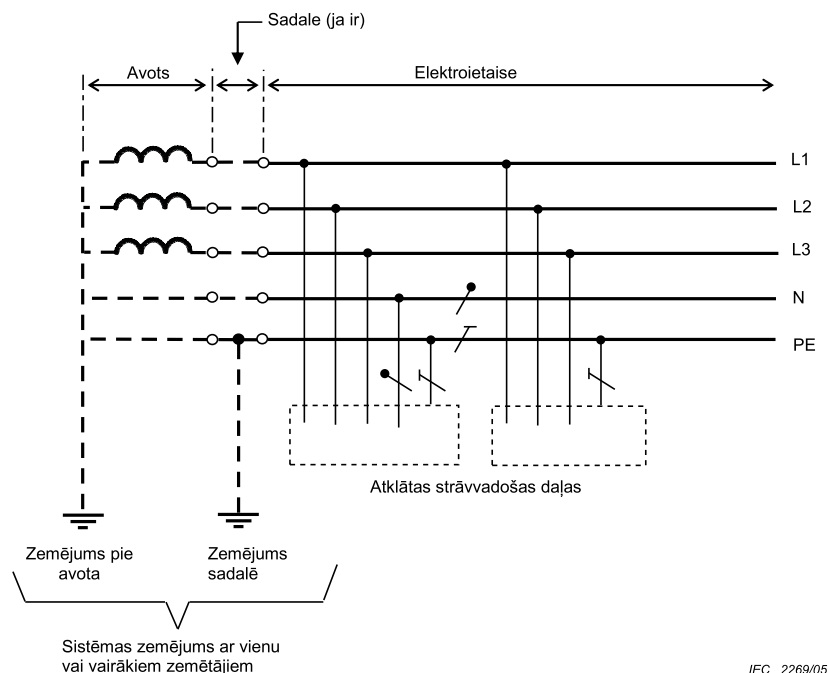 Sadale (ja ir)
Avots
Elektroietaise
L1
L2
L3
N
PE
Atklātas strāvvadošas daļas
Zemējums pie
avota
Zemējums
sadalē
Sistēmas zemējums ar vienu
vai vairākiem zemētājiem
IEC 2269/05